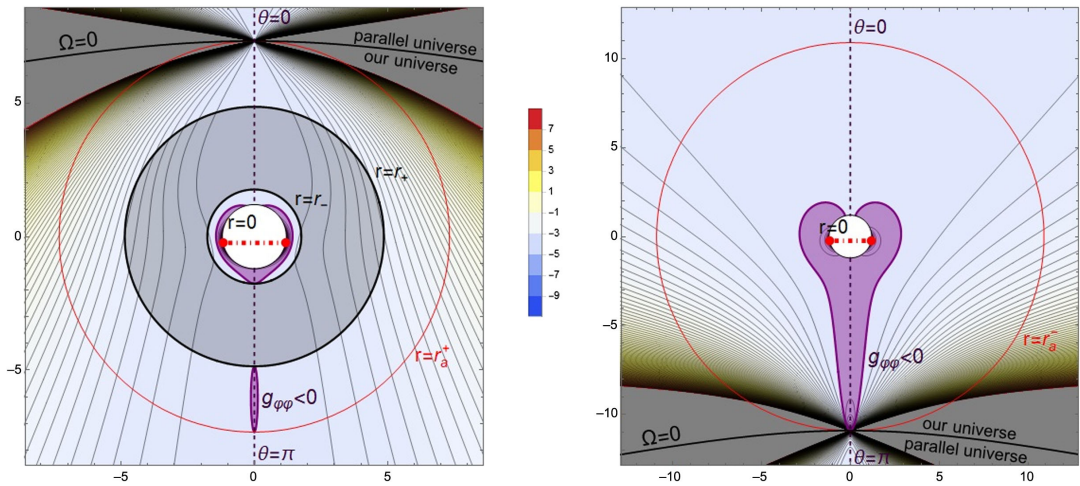 θ=0
Ω=0
parallel universe
our universe
5
r=r₊
r=r₋
r=0
0
r=rₐ⁺
−5
g_φφ<0
θ=π
−5
0
5
7
5
3
1
−1
−3
−5
−7
−9
θ=0
10
5
r=0
0
−5
r=rₐ⁻
g_φφ<0
−10
our universe
Ω=0
parallel universe
θ=π
−10
−5
0
5
10